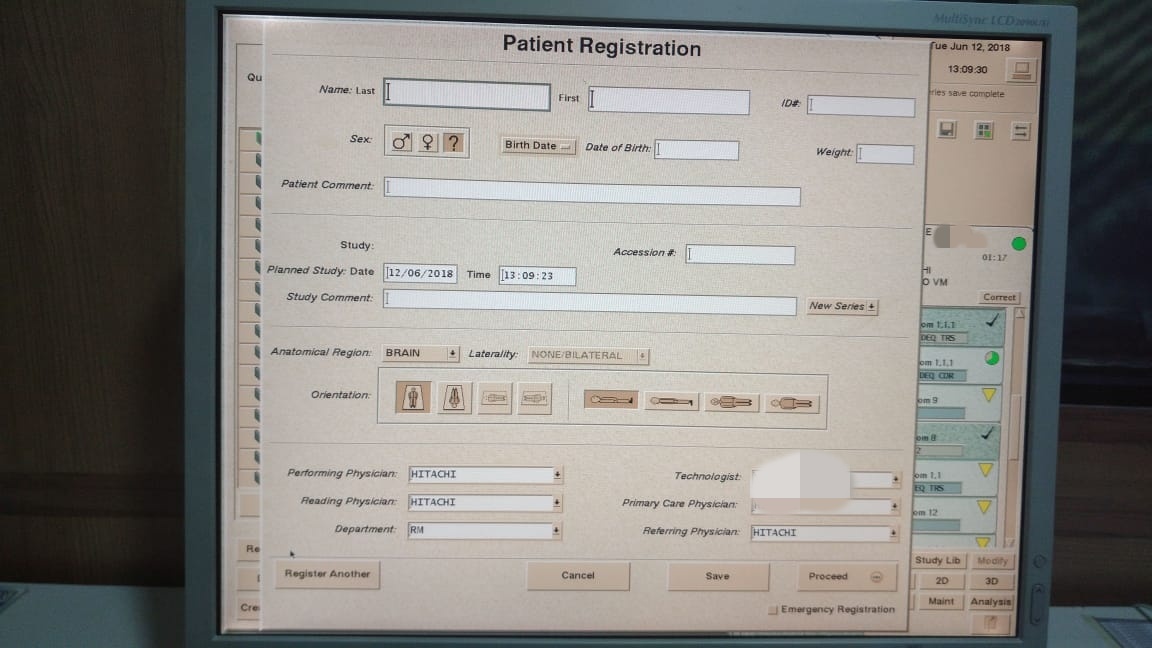 MultiSync LCD
Patient Registration
Tue Jun 12, 2018
Qu
Name: Last
First
ID#:
13:09:30
ries save complete
Sex:
?
Birth Date
Date of Birth:
Weight:
Patient Comment:
Study:
Accession #:
E
01:17
Planned Study: Date
12/06/2018
Time
13:09:23
HI
O VM
Study Comment:
New Series
Correct
om 1,1,1
DEQ TRS
Anatomical Region:
BRAIN
Laterality:
NONE/BILATERAL
om 1,1,1
DEQ COR
Orientation:
om 9
om 8
2
Performing Physician:
HITACHI
Technologist:
om 1,1
EQ TRS
Reading Physician:
HITACHI
Primary Care Physician:
om 12
Department:
RM
Referring Physician:
HITACHI
Re
Register Another
Cancel
Save
Proceed
Study Lib
Modify
2D
3D
Cre
Emergency Registration
Maint
Analysis